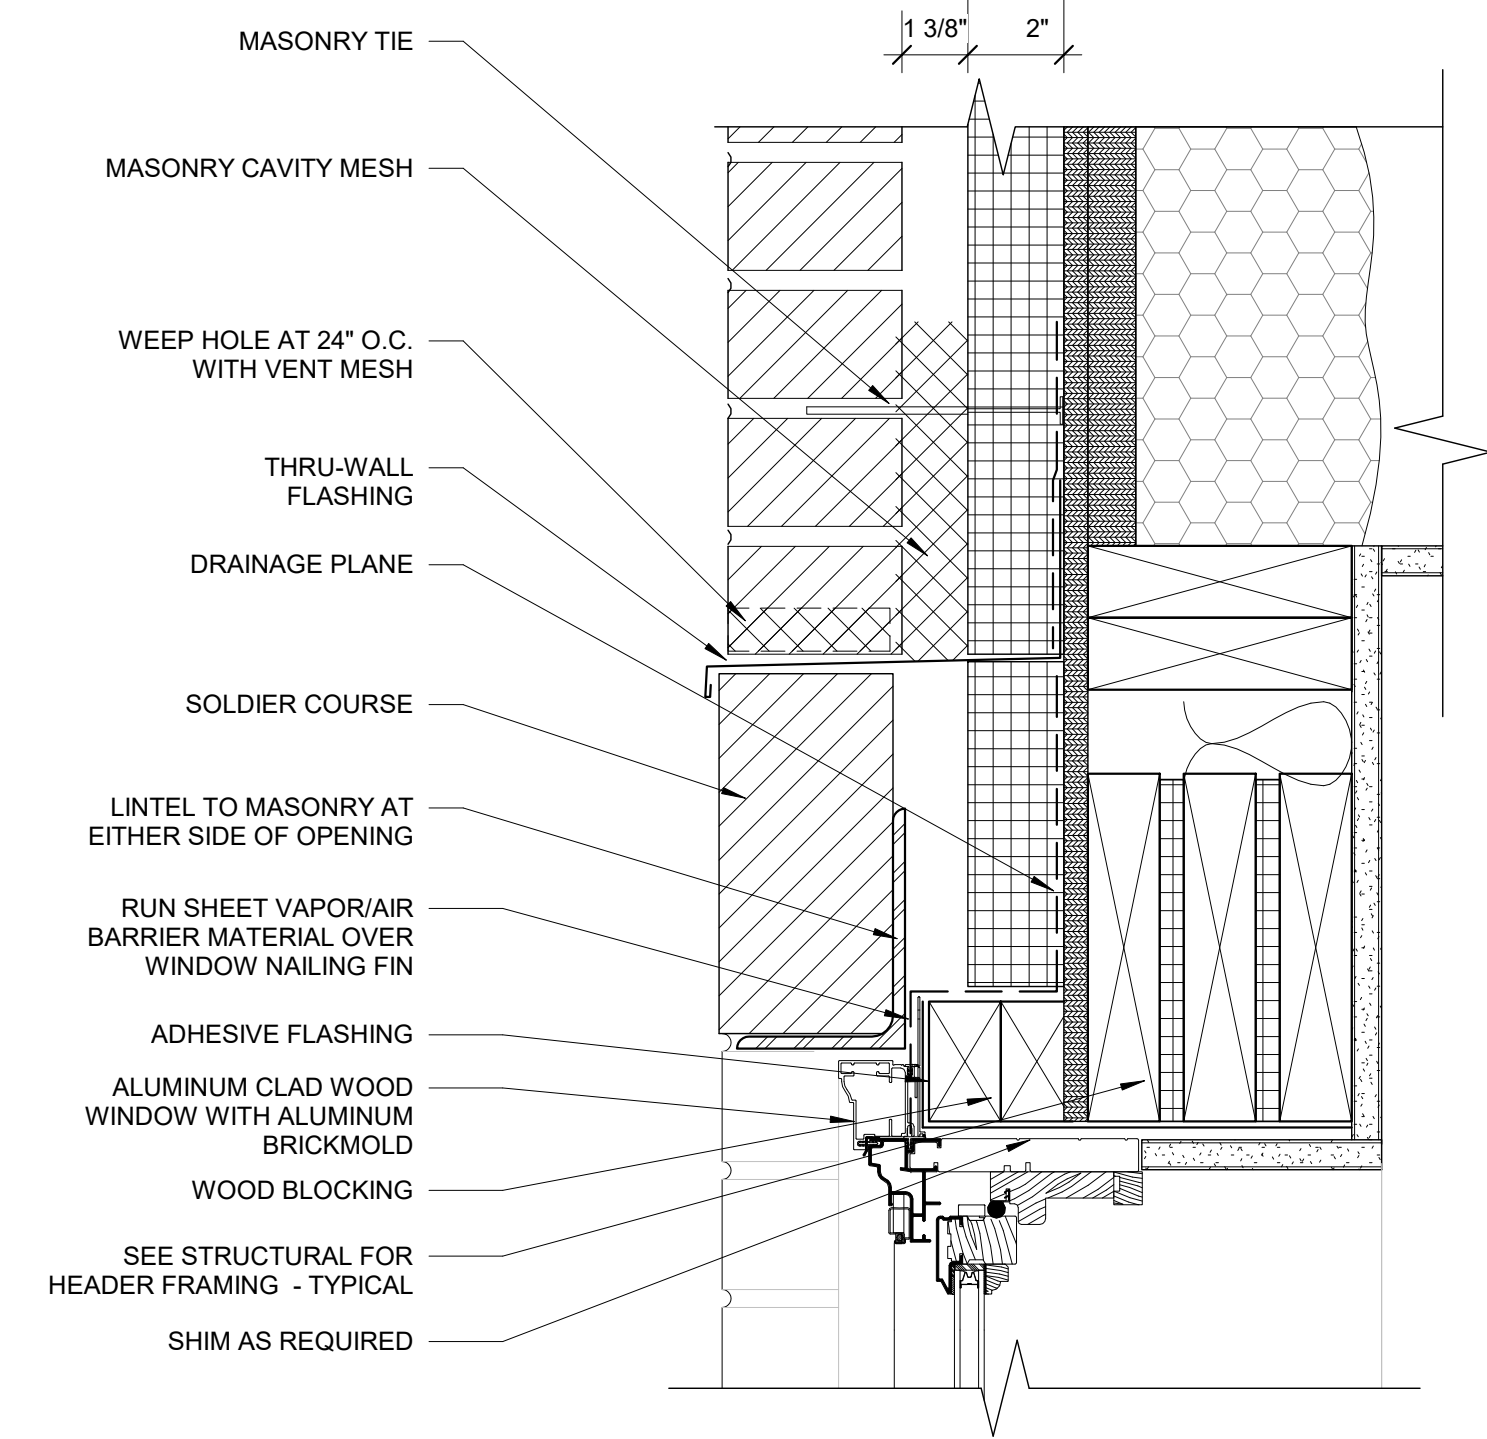 1 3/8" 2"
MASONRY TIE
MASONRY CAVITY MESH
WEEP HOLE AT 24" O.C.
WITH VENT MESH
THRU-WALL
FLASHING
DRAINAGE PLANE
SOLDIER COURSE
LINTEL TO MASONRY AT
EITHER SIDE OF OPENING
RUN SHEET VAPOR/AIR
BARRIER MATERIAL OVER
WINDOW NAILING FIN
ADHESIVE FLASHING
ALUMINUM CLAD WOOD
WINDOW WITH ALUMINUM
BRICKMOLD
WOOD BLOCKING
SEE STRUCTURAL FOR
HEADER FRAMING - TYPICAL
SHIM AS REQUIRED